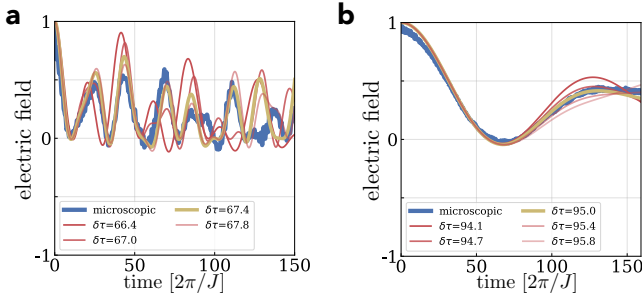 a
electric field
1
0
-1
microscopic
δτ=66.4
δτ=67.0
δτ=67.4
δτ=67.8
0 50 100 150
time [2π/J]
b
electric field
1
0
-1
microscopic
δτ=94.1
δτ=94.7
δτ=95.0
δτ=95.4
δτ=95.8
0 50 100 150
time [2π/J]